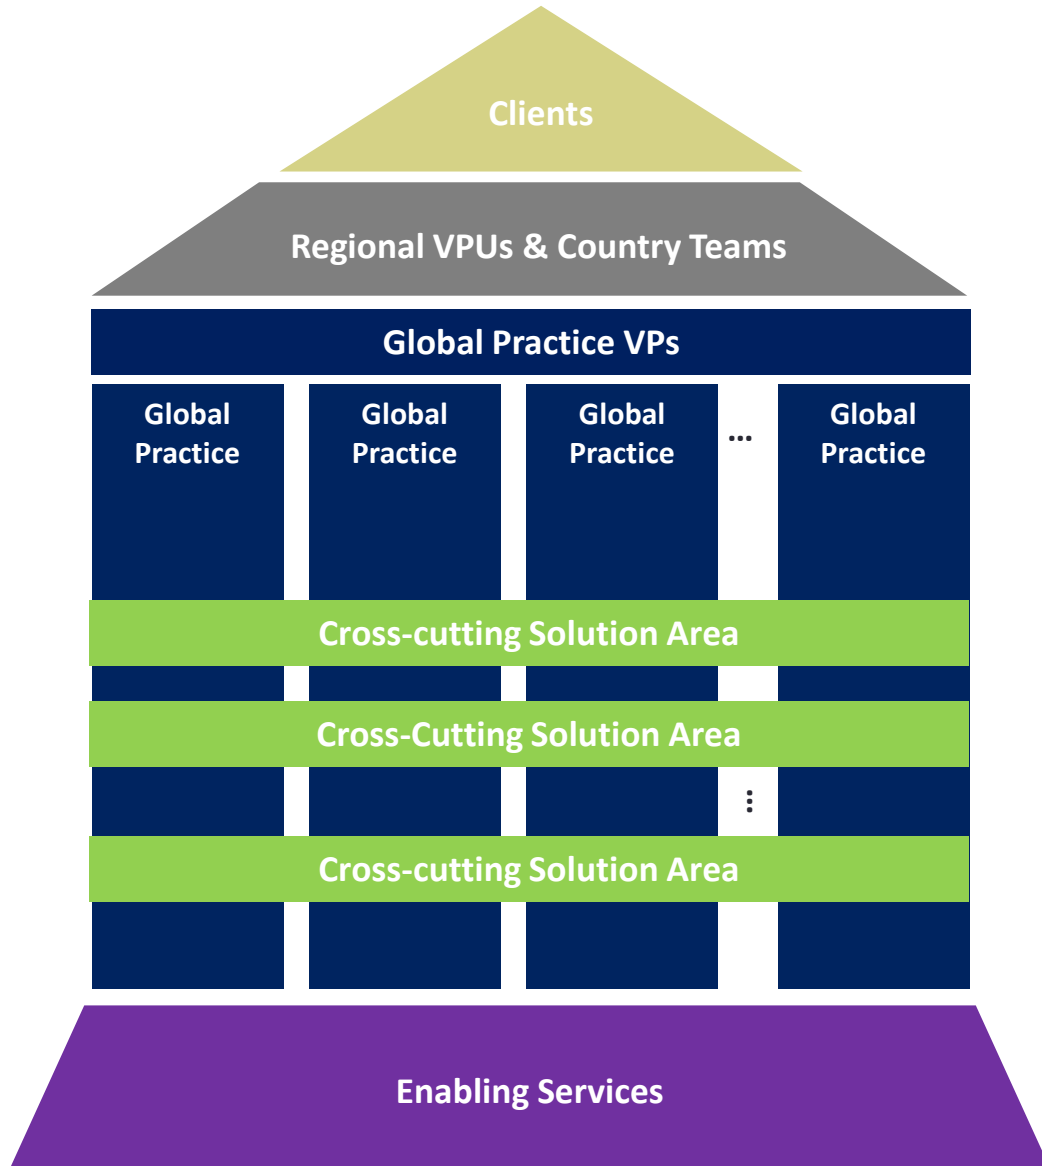 Clients
Regional VPUs & Country Teams
Global Practice VPs
Global
Practice
Global
Practice
Global
Practice
...
Global
Practice
Cross-cutting Solution Area
Cross-Cutting Solution Area
...
Cross-cutting Solution Area
Enabling Services